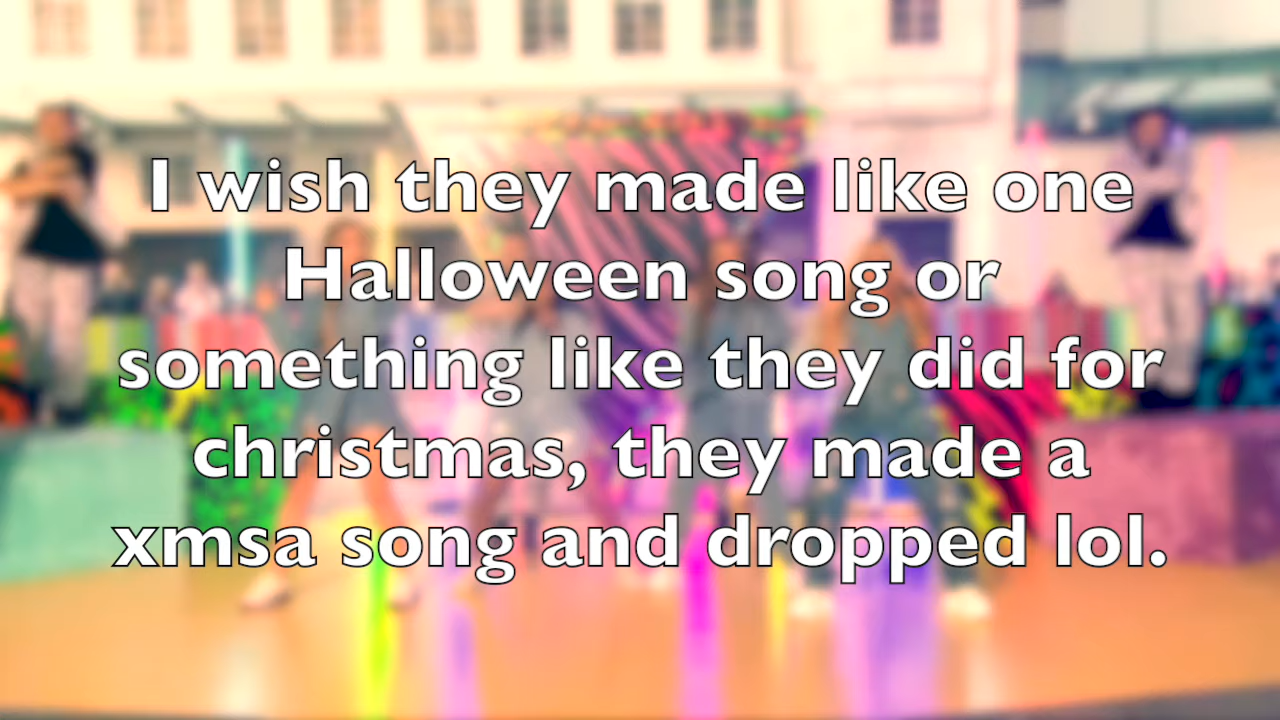 I wish they made like one
Halloween song or
something like they did for
christmas, they made a
xmsa song and dropped lol.